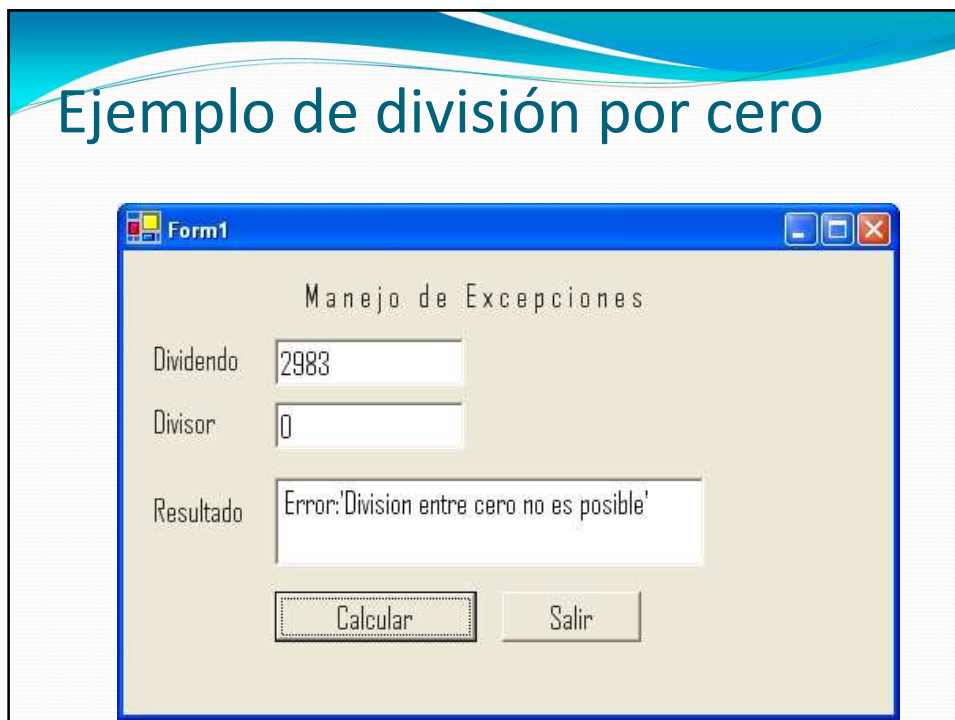 Ejemplo de división por cero
Form1
Manejo de Excepciones
Dividendo 2983
Divisor 0
Resultado Error:'Division entre cero no es posible'
Calcular Salir